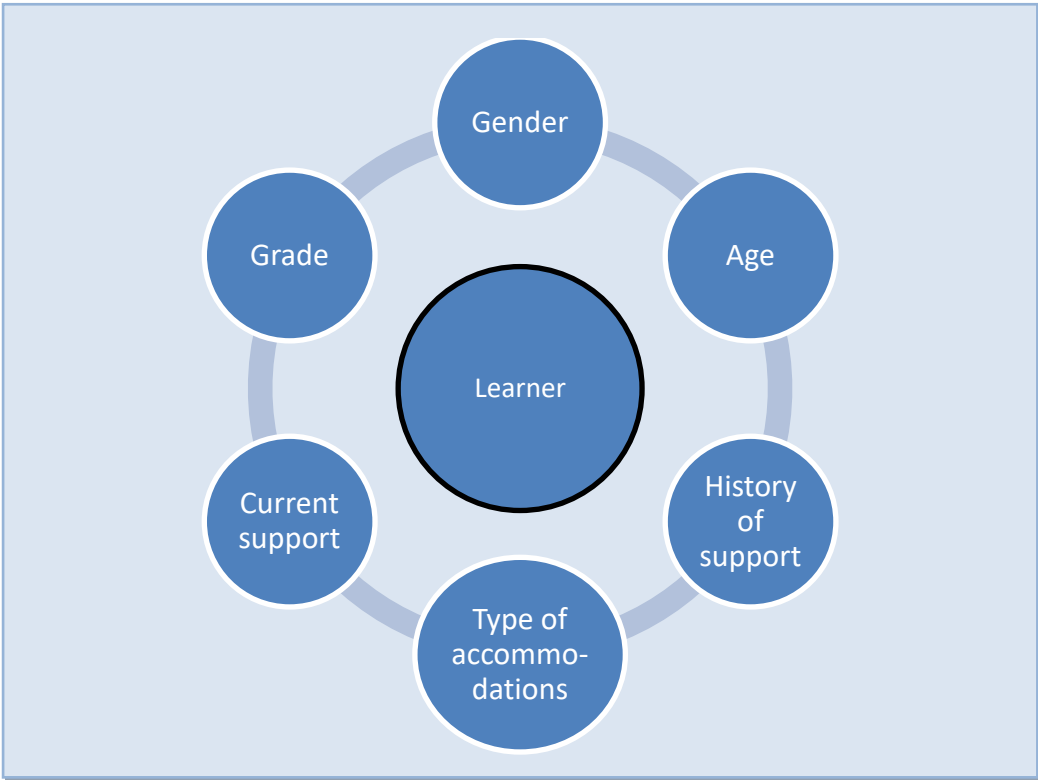 Gender
Grade
Age
Learner
Current
support
History
of
support
Type of
accommo-
dations